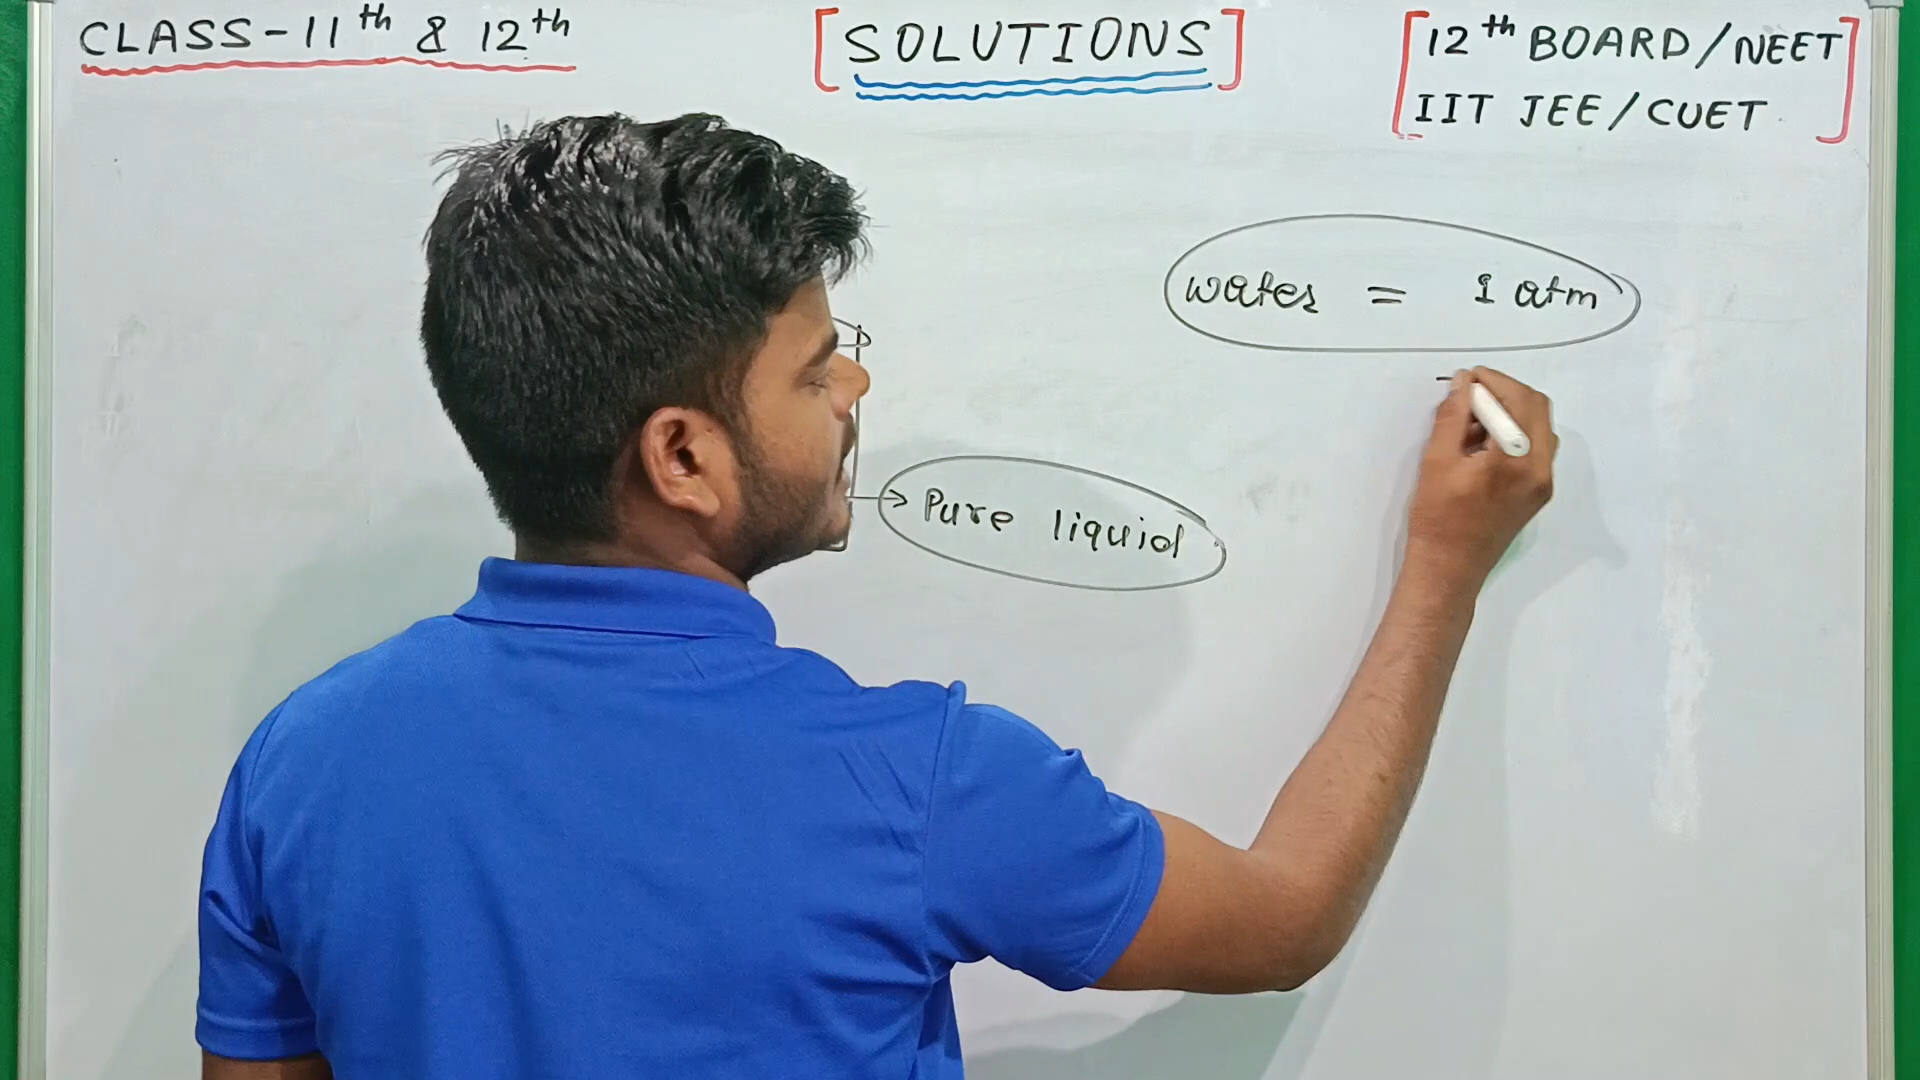 CLASS-11th & 12th
[SOLUTIONS]
[12th BOARD/NEET
IIT JEE/CUET]
water = 1 atm
Pure liquid